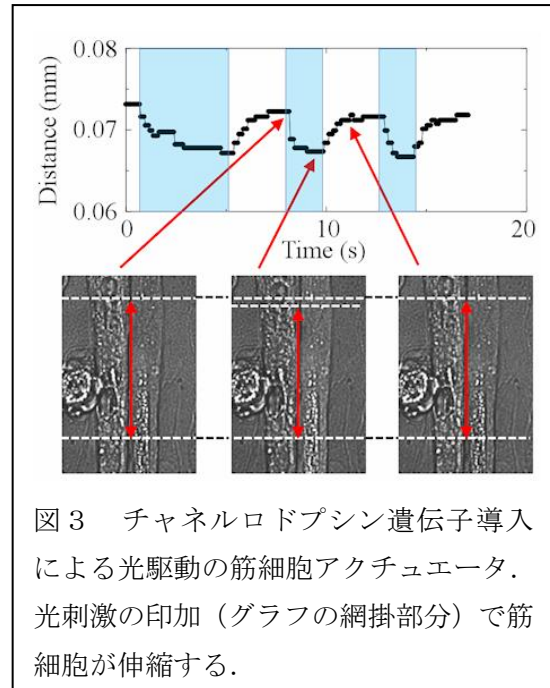 0.08
0.07
0.06
Distance (mm)
0
10
20
Time (s)
図３　チャネルロドプシン遺伝子導入
による光駆動の筋細胞アクチュエータ．
光刺激の印加（グラフの網掛部分）で筋
細胞が伸縮する．